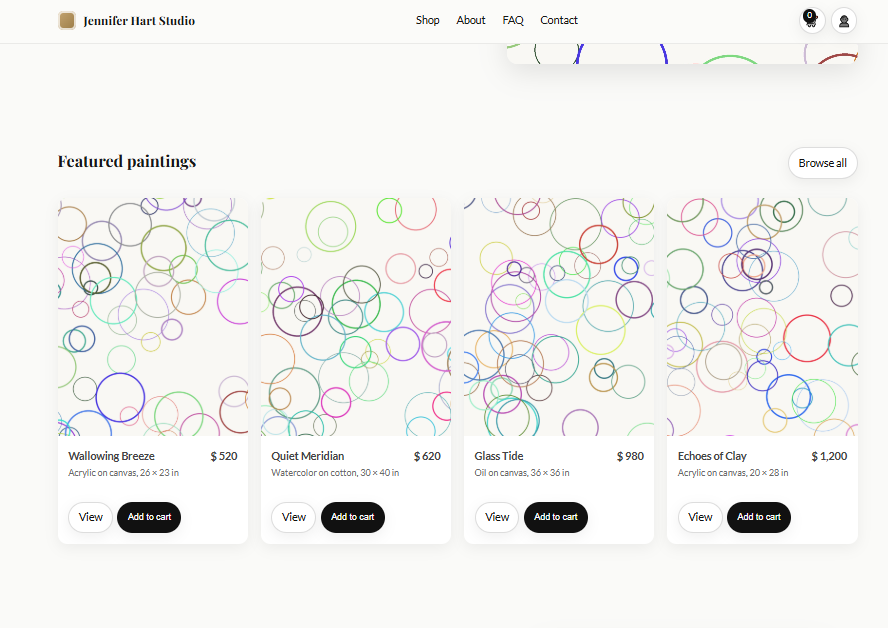 Jennifer Hart Studio
Shop
About
FAQ
Contact
0
Featured paintings
Browse all
Wallowing Breeze
$ 520
Acrylic on canvas, 26 × 23 in
View
Add to cart
Quiet Meridian
$ 620
Watercolor on cotton, 30 × 40 in
View
Add to cart
Glass Tide
$ 980
Oil on canvas, 36 × 36 in
View
Add to cart
Echoes of Clay
$ 1,200
Acrylic on canvas, 20 × 28 in
View
Add to cart